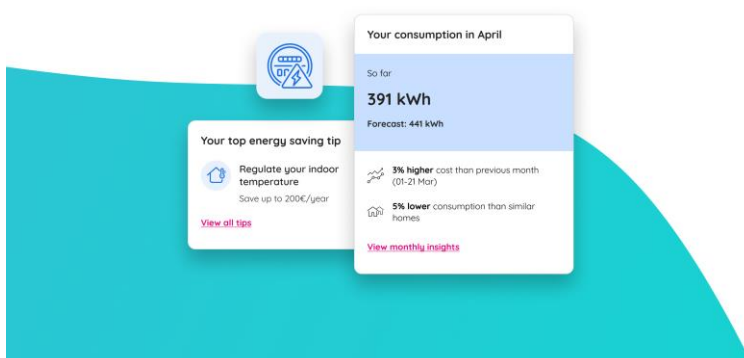 Your consumption in April
So far
391 kWh
Forecast: 441 kWh
3% higher cost than previous month
(01-21 Mar)
5% lower consumption than similar
homes
View monthly insights
Your top energy saving tip
Regulate your indoor
temperature
Save up to 200€/year
View all tips